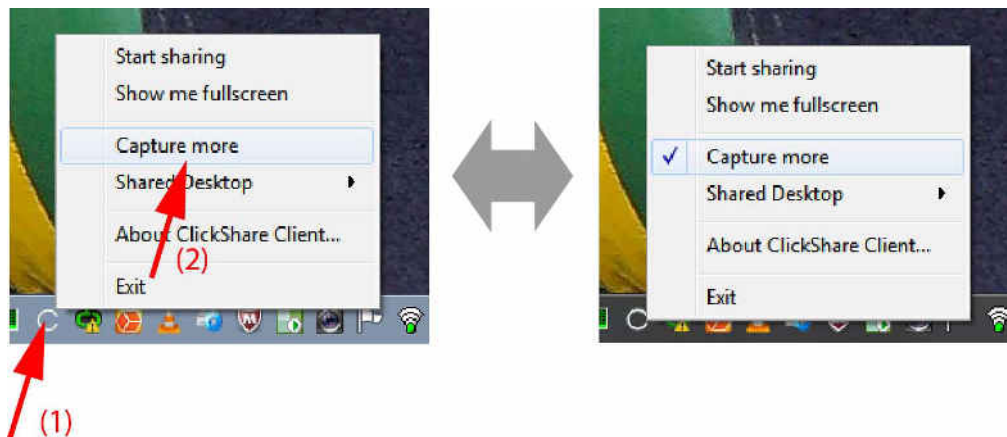 Start sharing
Show me fullscreen
Capture more
Shared Desktop
About ClickShare Client...
(2)
Exit
(1)
Start sharing
Show me fullscreen
Capture more
Shared Desktop
About ClickShare Client...
Exit